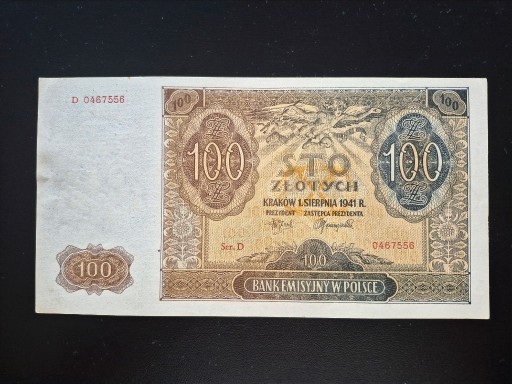 D 0467556
100
100
100
STO
100
ZŁOTYCH
KRAKÓW 1. SIERPNIA 1941 R.
PREZYDENT ZASTĘPCA PREZYDENTA
Ser. D
0467556
100
100
BANK EMISYJNY W POLSCE